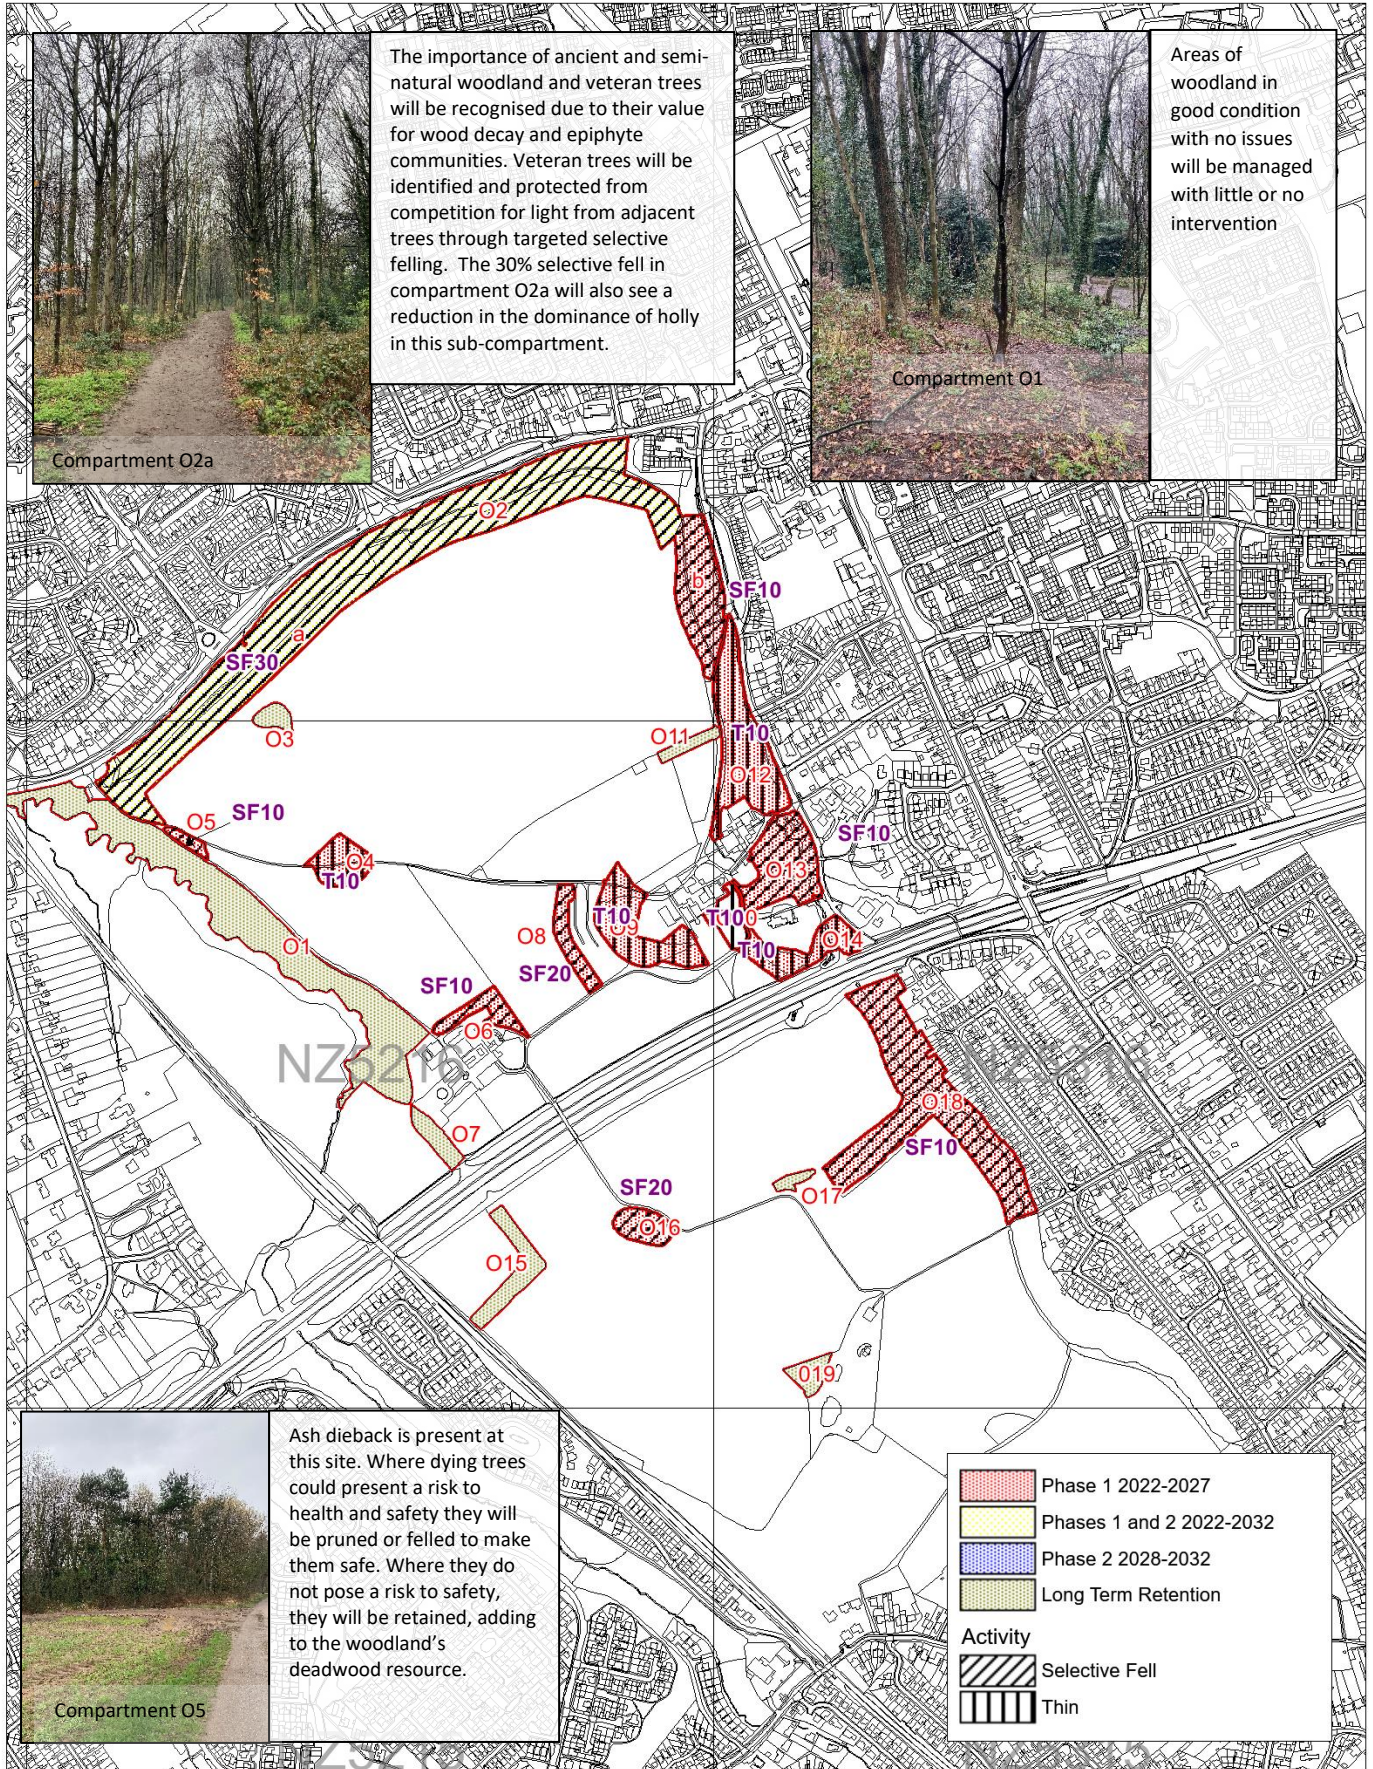 The importance of ancient and semi-
natural woodland and veteran trees
will be recognised due to their value
for wood decay and epiphyte
communities. Veteran trees will be
identified and protected from
competition for light from adjacent
trees through targeted selective
felling.  The 30% selective fell in
compartment O2a will also see a
reduction in the dominance of holly
in this sub-compartment.
Areas of
woodland in
good condition
with no issues
will be managed
with little or no
intervention
Compartment O1
Compartment O2a
O2
b
SF10
a
SF30
O3
O11
T10
O12
SF10
O5
SF10
O4
T10
O13
T10
O9
T10
O8
T10
O14
O1
SF20
SF10
O6
NZ5216
NZ5316
O18
O7
SF10
SF20
O17
O16
O15
019
Ash dieback is present at
this site. Where dying trees
could present a risk to
health and safety they will
be pruned or felled to make
them safe. Where they do
not pose a risk to safety,
they will be retained, adding
to the woodland's
deadwood resource.
Compartment O5
Phase 1 2022-2027
Phases 1 and 2 2022-2032
Phase 2 2028-2032
Long Term Retention
Activity
Selective Fell
Thin